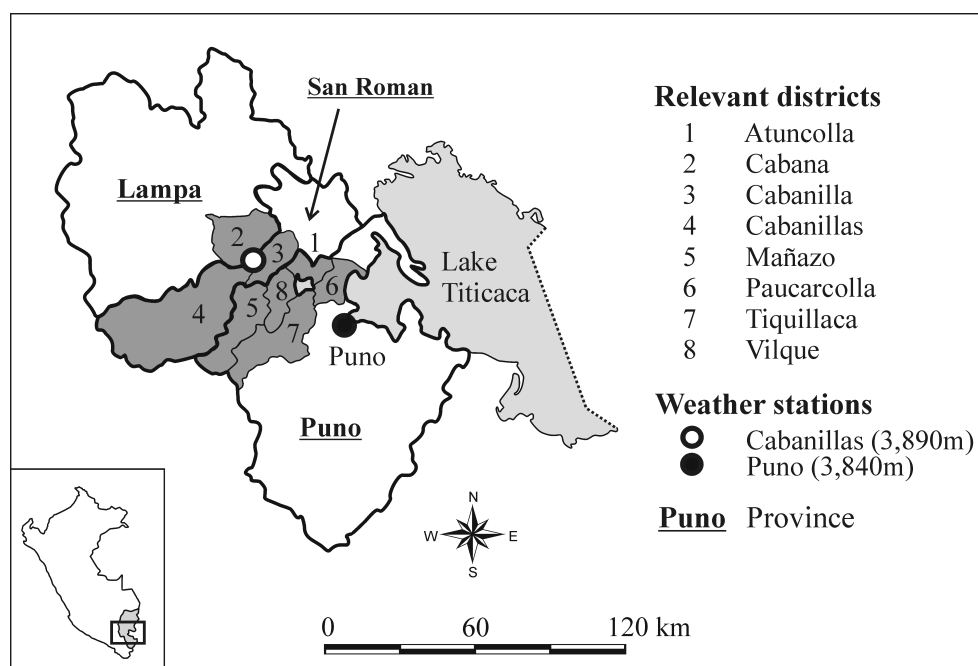 San Roman
Lampa
2
3
1
4
5
8
6
7
Lake
Titicaca
Puno
Puno
N
W E
S
0 60 120 km
Relevant districts
1 Atuncolla
2 Cabana
3 Cabanilla
4 Cabanillas
5 Mañazo
6 Paucarcolla
7 Tiquillaca
8 Vilque
Weather stations
Cabanillas (3,890m)
Puno (3,840m)
Puno Province